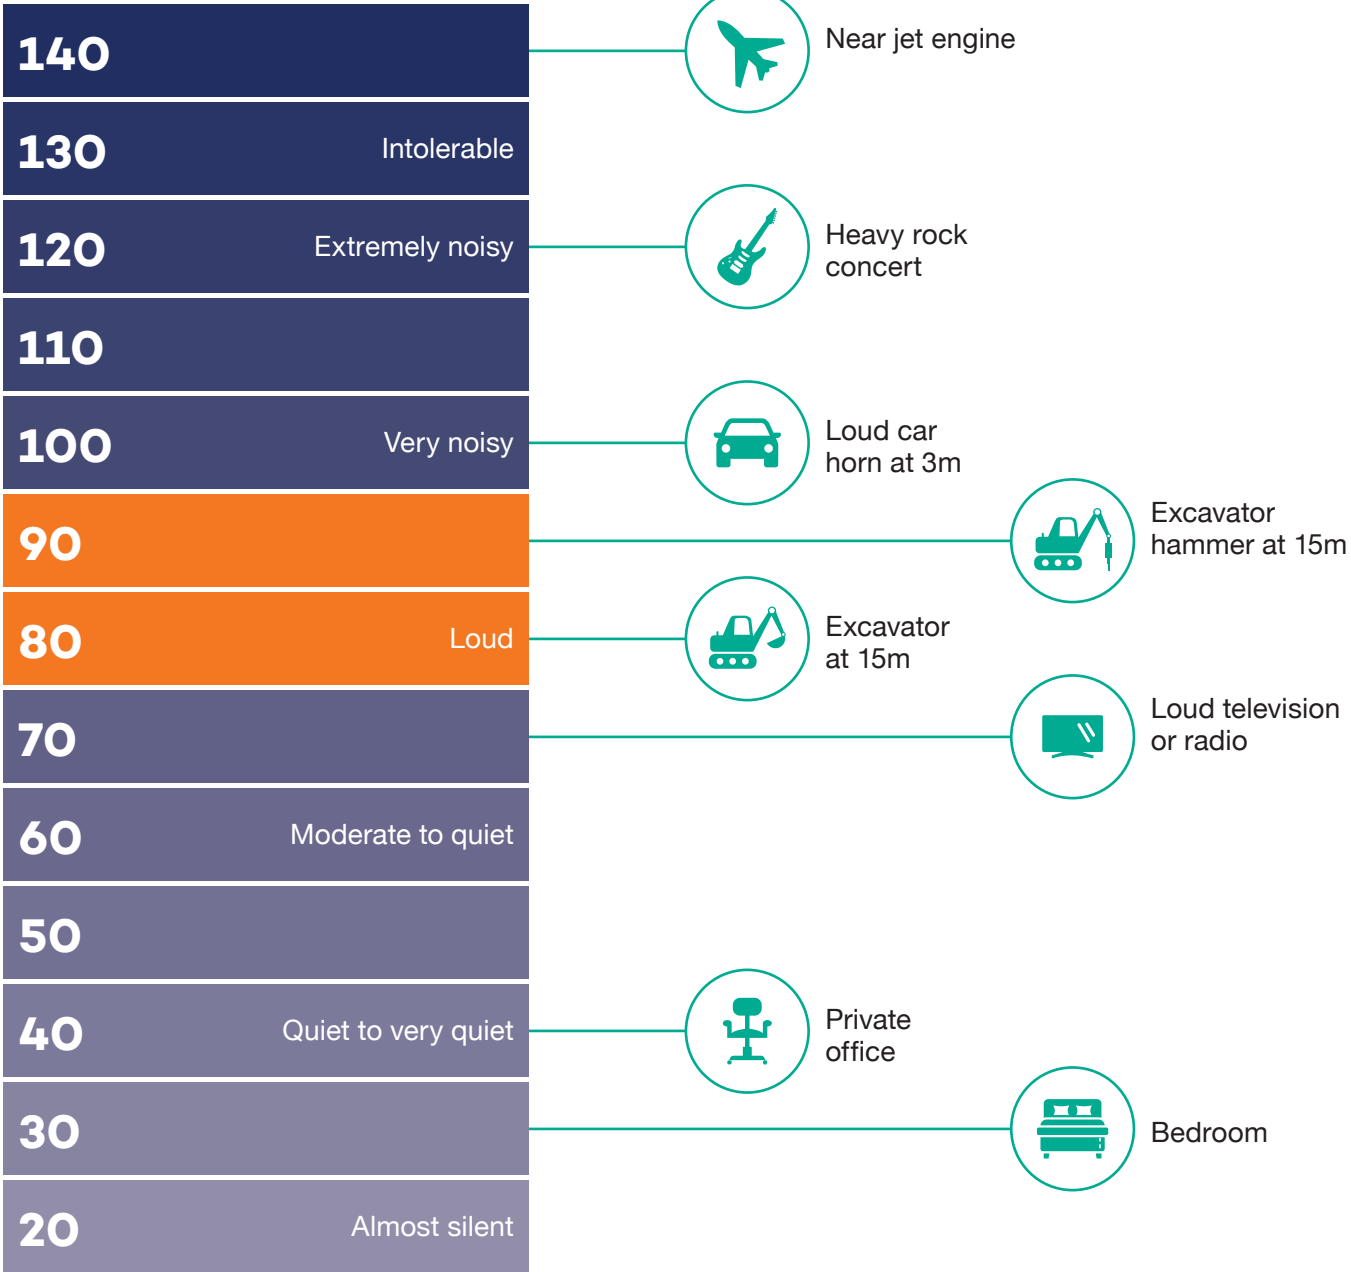 140
Near jet engine
130
Intolerable
120
Extremely noisy
Heavy rock
concert
110
100
Very noisy
Loud car
horn at 3m
90
Excavator
hammer at 15m
80
Loud
Excavator
at 15m
70
Loud television
or radio
60
Moderate to quiet
50
40
Quiet to very quiet
Private
office
30
Bedroom
20
Almost silent